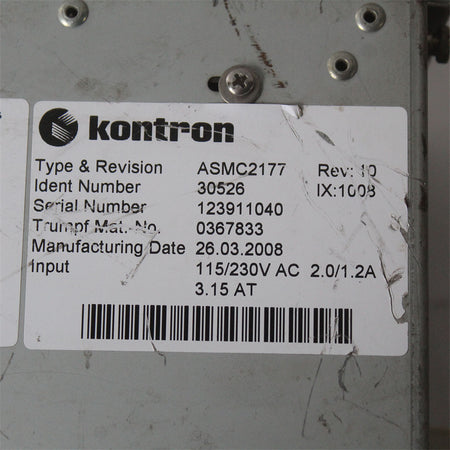 kontron
Type & Revision ASMC2177 Rev: 10
Ident Number 30526 IX:1008
Serial Number 123911040
Trumpf Mat.-No. 0367833
Manufacturing Date 26.03.2008
Input 115/230V AC 2.0/1.2A
3.15 AT